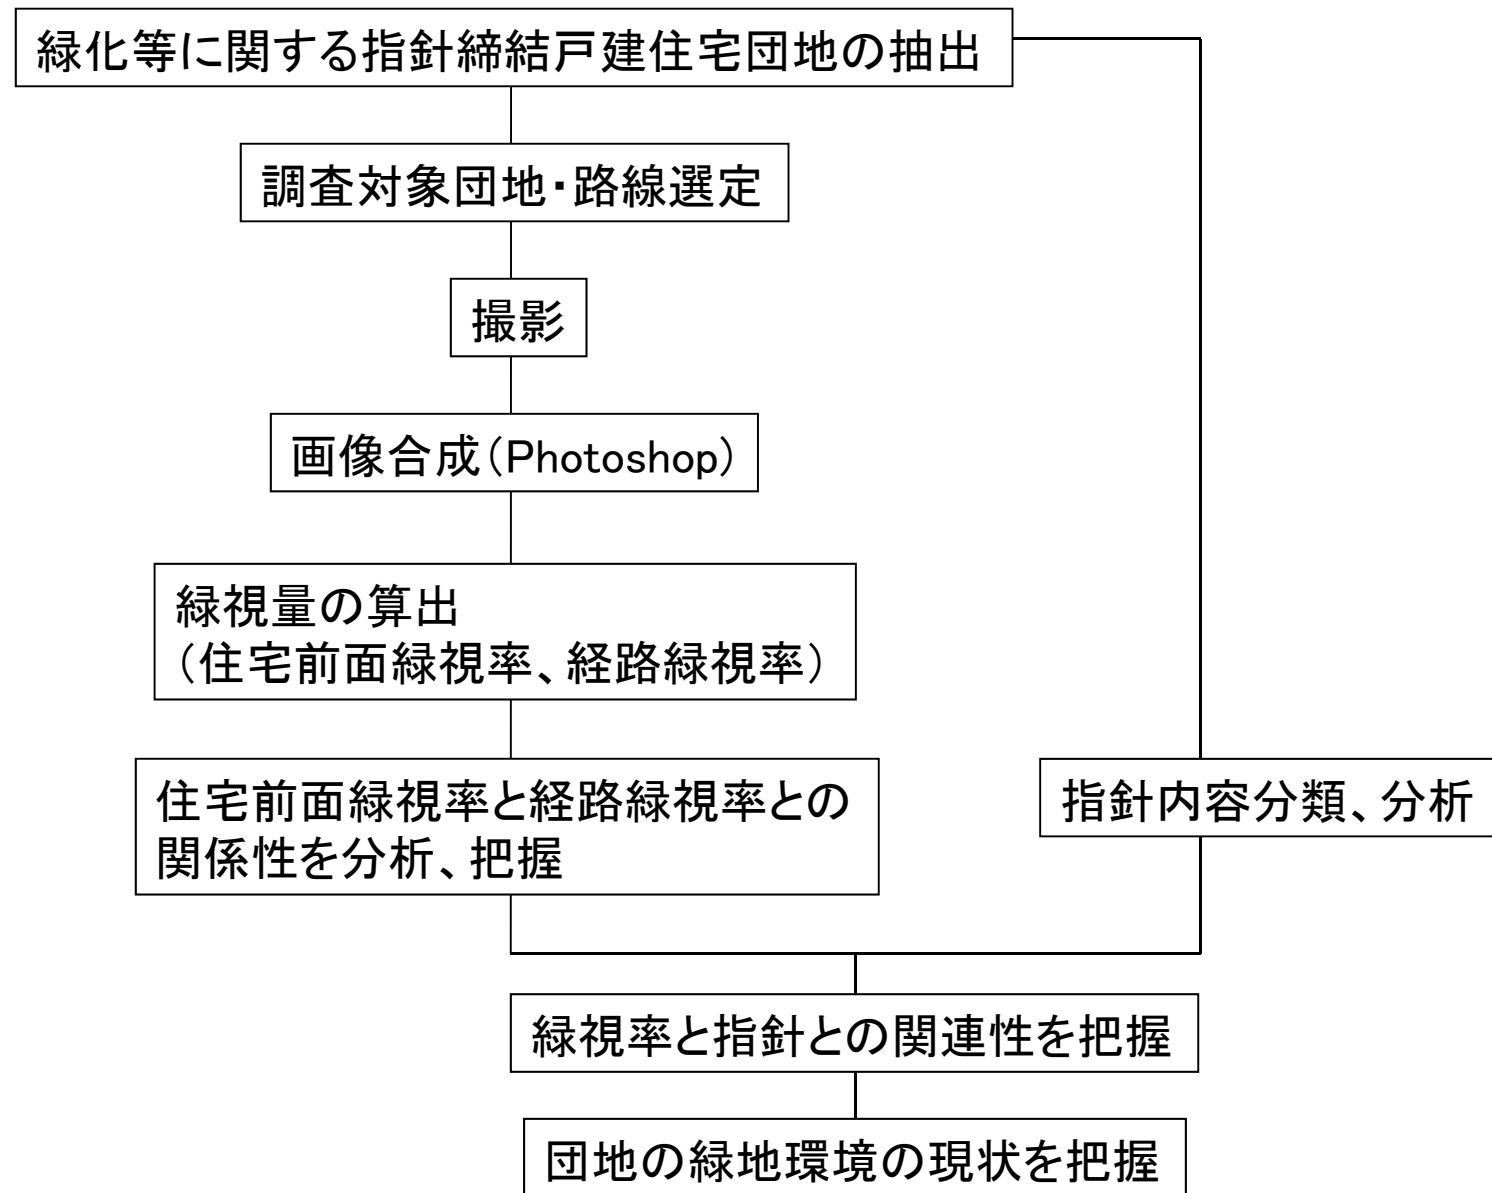 緑化等に関する指針締結戸建住宅団地の抽出
調査対象団地・路線選定
撮影
画像合成(Photoshop)
緑視量の算出
(住宅前面緑視率、経路緑視率)
住宅前面緑視率と経路緑視率との
関係性を分析、把握
指針内容分類、分析
緑視率と指針との関連性を把握
団地の緑地環境の現状を把握